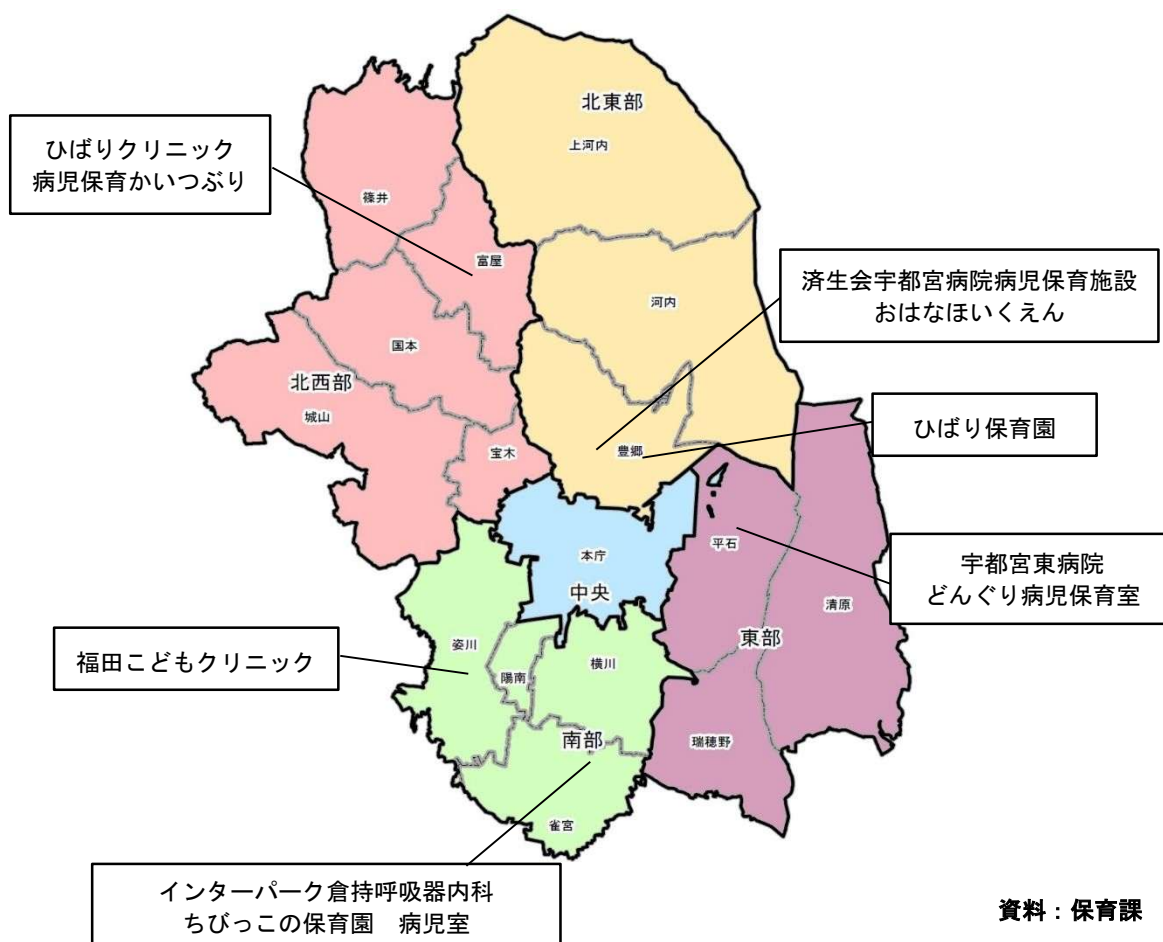 北東部
上河内
ひばりクリニック
病児保育かいつぶり
篠井
富屋
済生会宇都宮病院病児保育施設
おはなほいくえん
河内
国本
北西部
城山
ひばり保育園
豊郷
宝木
平石
本庁
中央
宇都宮東病院
どんぐり病児保育室
清原
東部
姿川
福田こどもクリニック
陽南
横川
南部
瑞穂野
雀宮
インターパーク倉持呼吸器内科
ちびっこの保育園　病児室
資料：保育課